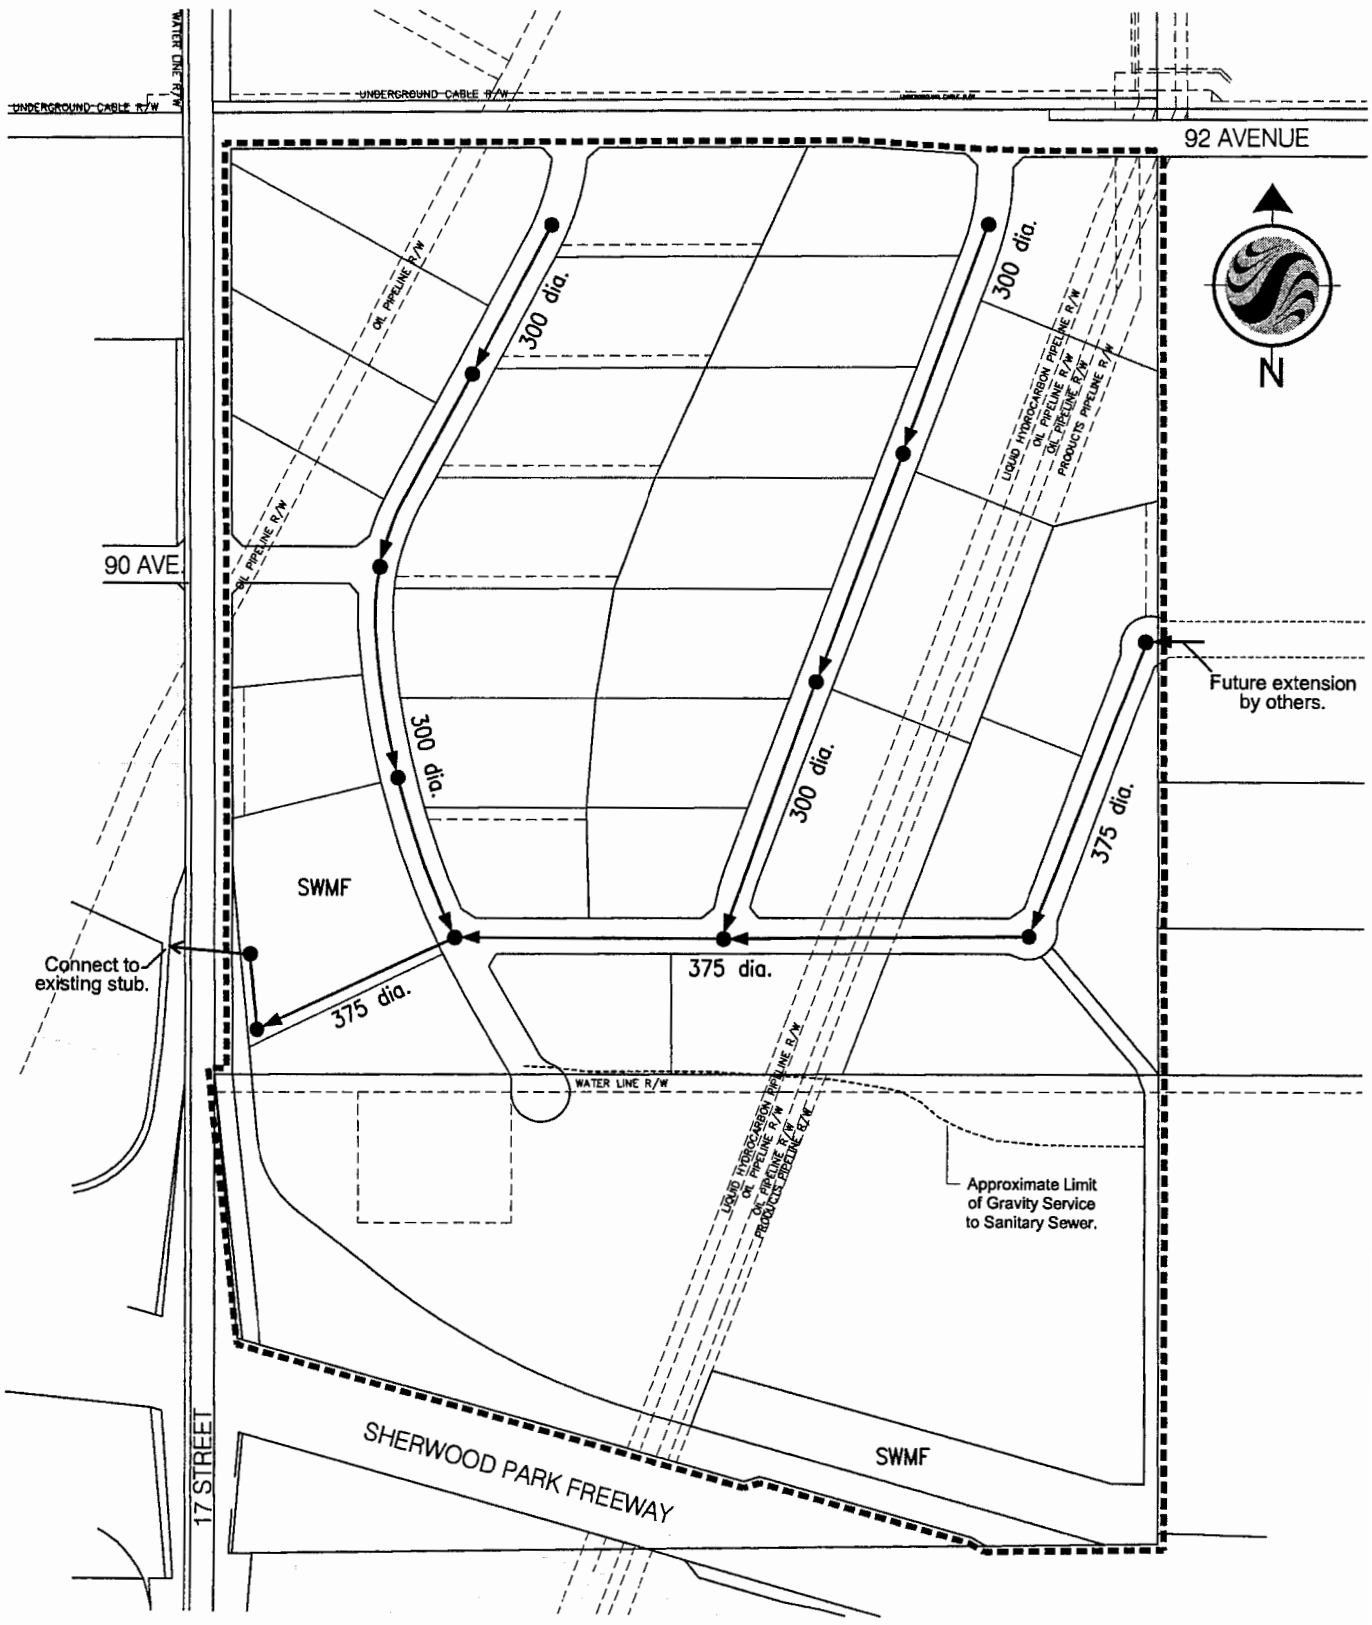 WATER LINE R/W
UNDERGROUND CABLE R/W
UNDERGROUND CABLE R/W
UNDERGROUND CABLE R/W
92 AVENUE
N
OIL PIPELINE R/W
300 dia.
300 dia.
LIQUID HYDROCARBON PIPELINE R/W
OIL PIPELINE R/W
OIL PIPELINE R/W
PRODUCTS PIPELINE R/W
OIL PIPELINE R/W
90 AVE.
Future extension
by others.
300 dia.
300 dia.
375 dia.
SWMF
Connect to
existing stub.
375 dia.
375 dia.
WATER LINE R/W
LIQUID HYDROCARBON PIPELINE R/W
OIL PIPELINE R/W
OIL PIPELINE R/W
PRODUCTS PIPELINE R/W
Approximate Limit
of Gravity Service
to Sanitary Sewer.
17 STREET
SHERWOOD PARK FREEWAY
SWMF